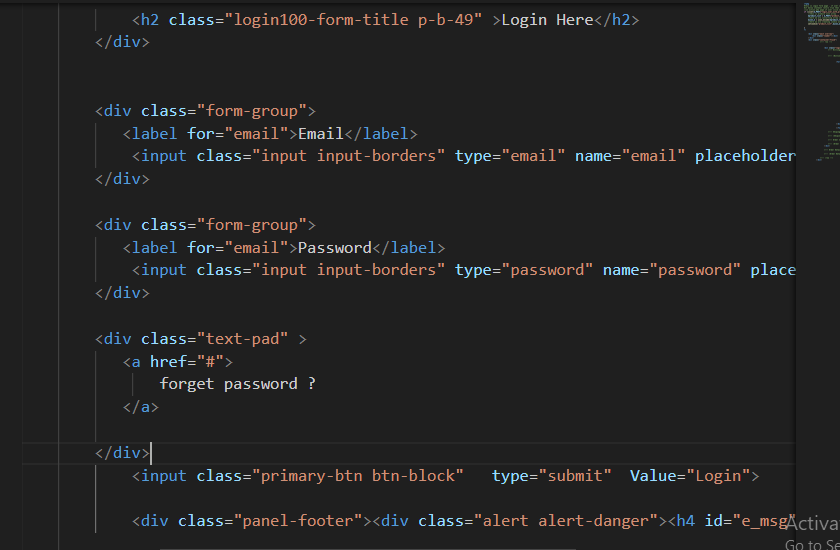 <h2 class="login100-form-title p-b-49" >Login Here</h2>
</div>
<div class="form-group">
<label for="email">Email</label>
<input class="input input-borders" type="email" name="email" placeholder
</div>
<div class="form-group">
<label for="email">Password</label>
<input class="input input-borders" type="password" name="password" place
</div>
<div class="text-pad" >
<a href="#">
forget password ?
</a>
</div>
<input class="primary-btn btn-block"   type="submit"  Value="Login">
<div class="panel-footer"><div class="alert alert-danger"><h4 id="e_msg"
Activa
Go to Se